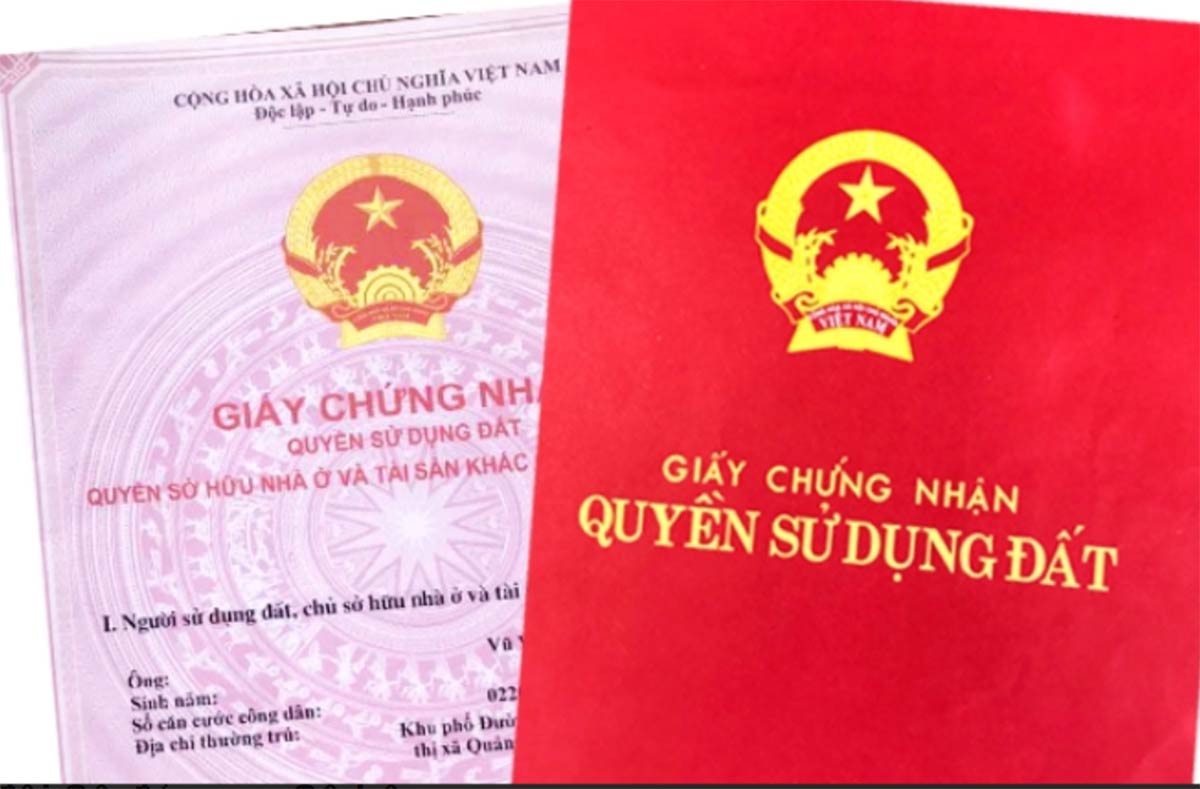 CỘNG HÒA XÃ HỘI CHỦ NGHĨA VIỆT NAM
Độc lập - Tự do - Hạnh phúc
GIẤY CHỨNG NHẬ
QUYỀN SỬ DỤNG ĐẤT
QUYỀN SỞ HỮU NHÀ Ở VÀ TÀI SẢN KHÁC
I. Người sử dụng đất, chủ sở hữu nhà ở và tài
Vũ
Ông:
Sinh năm:
Số căn cước công dân: 022
Địa chỉ thường trú: Khu phố
thị xã Quản
VIỆT NAM
GIẤY CHỨNG NHẬN
QUYỀN SỬ DỤNG ĐẤT